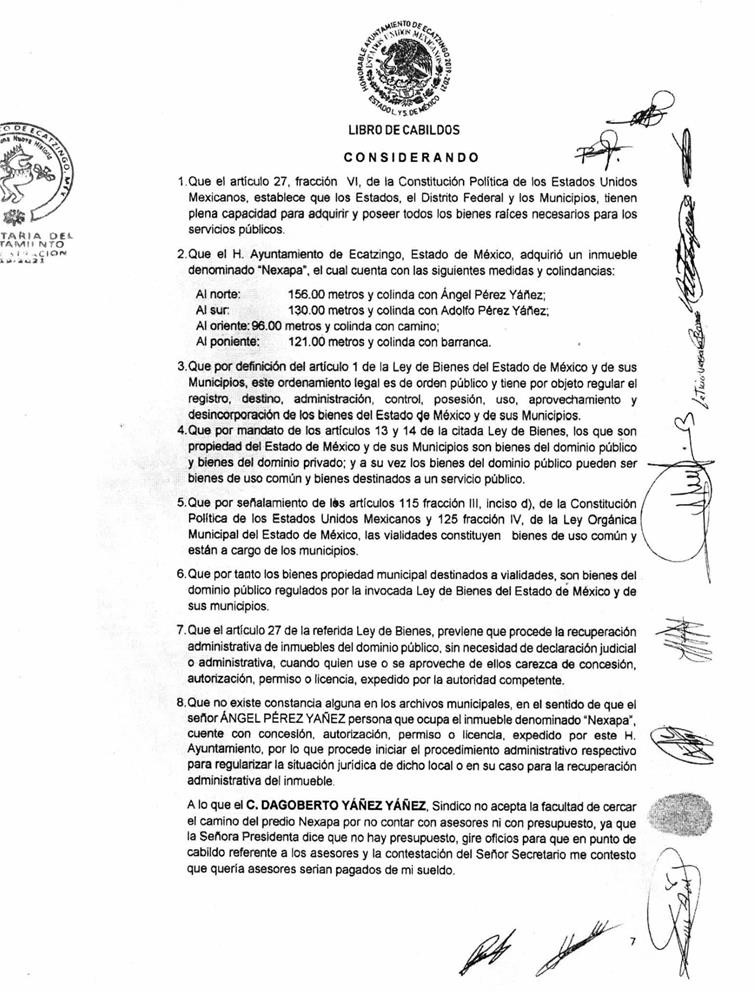 HONORABLE AYUNTAMIENTO DE ECATZINGO 2019-2021
ESTADOS UNIDOS MEXICANOS
ESTADO L. Y S. DE MÉXICO
LIBRO DE CABILDOS
C O N S I D E R A N D O
O DE ECATZINGO, MEX
una Nueva Historia
TARIA DEL
TAMIENTO
2019-2021
1. Que el artículo 27, fracción VI, de la Constitución Política de los Estados Unidos
Mexicanos, establece que los Estados, el Distrito Federal y los Municipios, tienen
plena capacidad para adquirir y poseer todos los bienes raíces necesarios para los
servicios públicos.
2. Que el H. Ayuntamiento de Ecatzingo, Estado de México, adquirió un inmueble
denominado “Nexapa”, el cual cuenta con las siguientes medidas y colindancias:
Al norte: 156.00 metros y colinda con Ángel Pérez Yáñez;
Al sur: 130.00 metros y colinda con Adolfo Pérez Yáñez;
Al oriente: 96.00 metros y colinda con camino;
Al poniente: 121.00 metros y colinda con barranca.
3. Que por definición del artículo 1 de la Ley de Bienes del Estado de México y de sus
Municipios, este ordenamiento legal es de orden público y tiene por objeto regular el
registro, destino, administración, control, posesión, uso, aprovechamiento y
desincorporación de los bienes del Estado de México y de sus Municipios.
4. Que por mandato de los artículos 13 y 14 de la citada Ley de Bienes, los que son
propiedad del Estado de México y de sus Municipios son bienes del dominio público
y bienes del dominio privado; y a su vez los bienes del dominio público pueden ser
bienes de uso común y bienes destinados a un servicio público.
5. Que por señalamiento de los artículos 115 fracción III, inciso d), de la Constitución
Política de los Estados Unidos Mexicanos y 125 fracción IV, de la Ley Orgánica
Municipal del Estado de México, las vialidades constituyen bienes de uso común y
están a cargo de los municipios.
6. Que por tanto los bienes propiedad municipal destinados a vialidades, son bienes del
dominio público regulados por la invocada Ley de Bienes del Estado de México y de
sus municipios.
7. Que el artículo 27 de la referida Ley de Bienes, previene que procede la recuperación
administrativa de inmuebles del dominio público, sin necesidad de declaración judicial
o administrativa, cuando quien use o se aproveche de ellos carezca de concesión,
autorización, permiso o licencia, expedido por la autoridad competente.
8. Que no existe constancia alguna en los archivos municipales, en el sentido de que el
señor ÁNGEL PÉREZ YAÑEZ persona que ocupa el inmueble denominado “Nexapa”,
cuente con concesión, autorización, permiso o licencia, expedido por este H.
Ayuntamiento, por lo que procede iniciar el procedimiento administrativo respectivo
para regularizar la situación jurídica de dicho local o en su caso para la recuperación
administrativa del inmueble.
A lo que el C. DAGOBERTO YÁÑEZ YÁÑEZ, Sindico no acepta la facultad de cercar
el camino del predio Nexapa por no contar con asesores ni con presupuesto, ya que
la Señora Presidenta dice que no hay presupuesto, gire oficios para que en punto de
cabildo referente a los asesores y la contestación del Señor Secretario me contesto
que quería asesores serian pagados de mi sueldo.
7